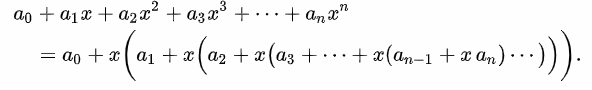 a₀ + a₁x + a₂x² + a₃x³ + ⋯ + aₙxⁿ
= a₀ + x(a₁ + x(a₂ + x(a₃ + ⋯ + x(aₙ₋₁ + x aₙ) ⋯))).